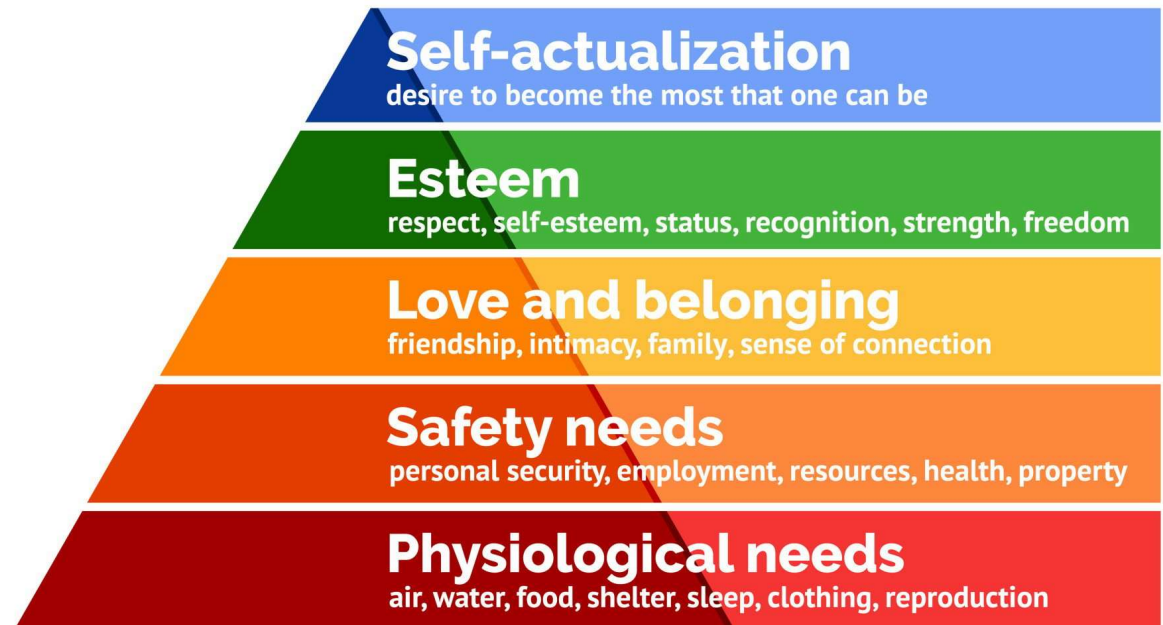 Self-actualization
desire to become the most that one can be
Esteem
respect, self-esteem, status, recognition, strength, freedom
Love and belonging
friendship, intimacy, family, sense of connection
Safety needs
personal security, employment, resources, health, property
Physiological needs
air, water, food, shelter, sleep, clothing, reproduction